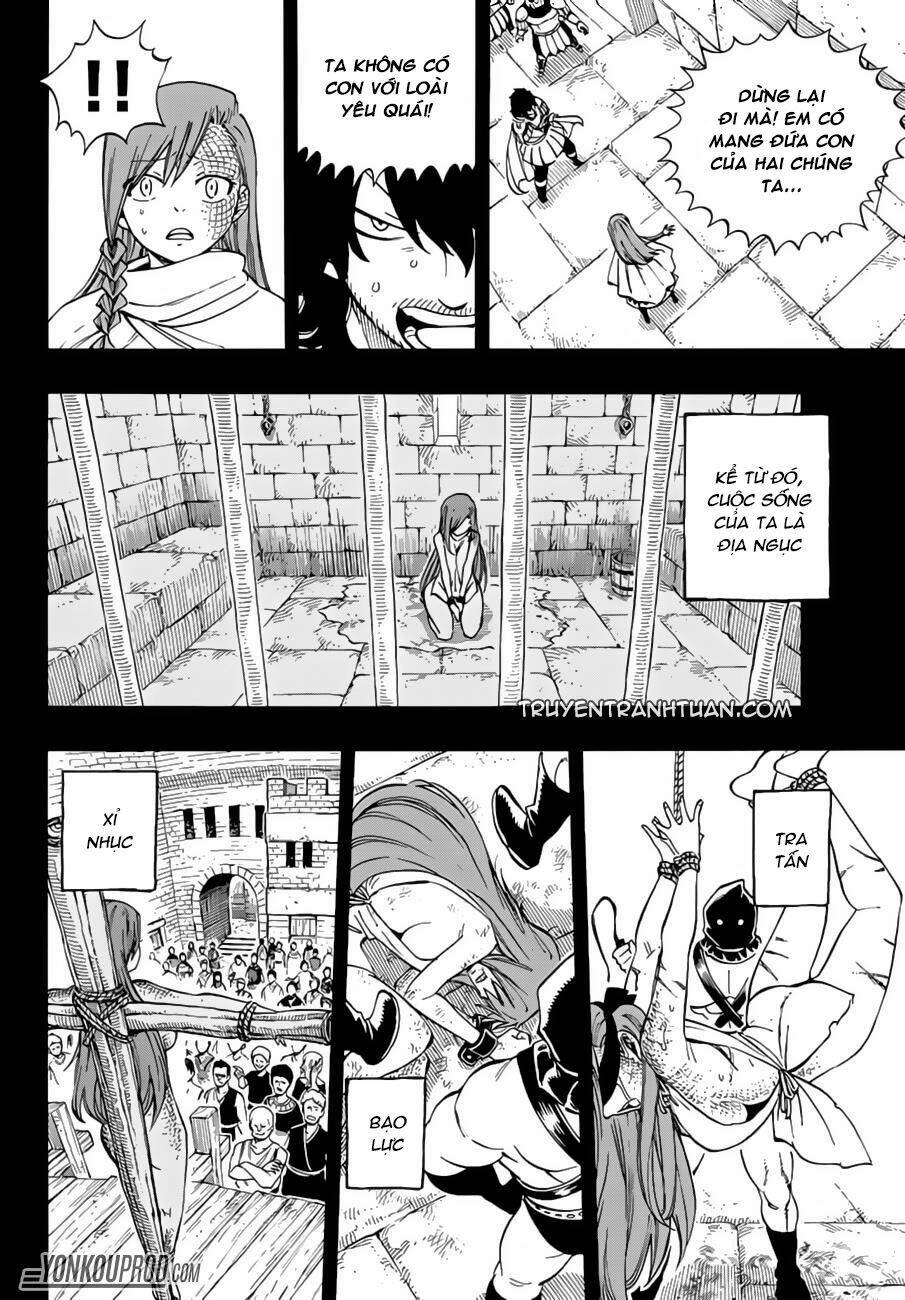 DỪNG LẠI
ĐI MÀ! EM CÓ
MANG ĐỨA CON
CỦA HAI CHÚNG
TA...
TA KHÔNG CÓ
CON VỚI LOÀI
YÊU QUÁI!
!!
KỂ TỪ ĐÓ,
CUỘC SỐNG
CỦA TA LÀ
ĐỊA NGỤC
TRUYENTRANHTUAN.COM
TRA
TẤN
BẠO
LỰC
XỈ
NHỤC
YONKOUPROD.COM